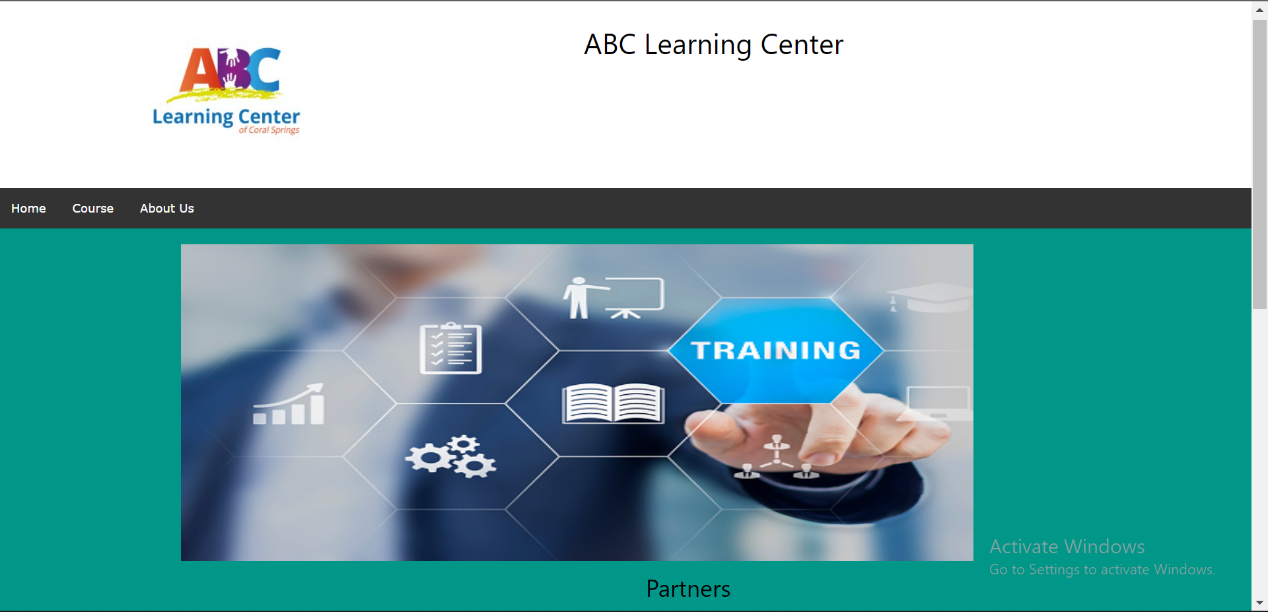 ABC Learning Center
ABC
Learning Center
of Coral Springs
Home Course About Us
TRAINING
Activate Windows
Go to Settings to activate Windows.
Partners